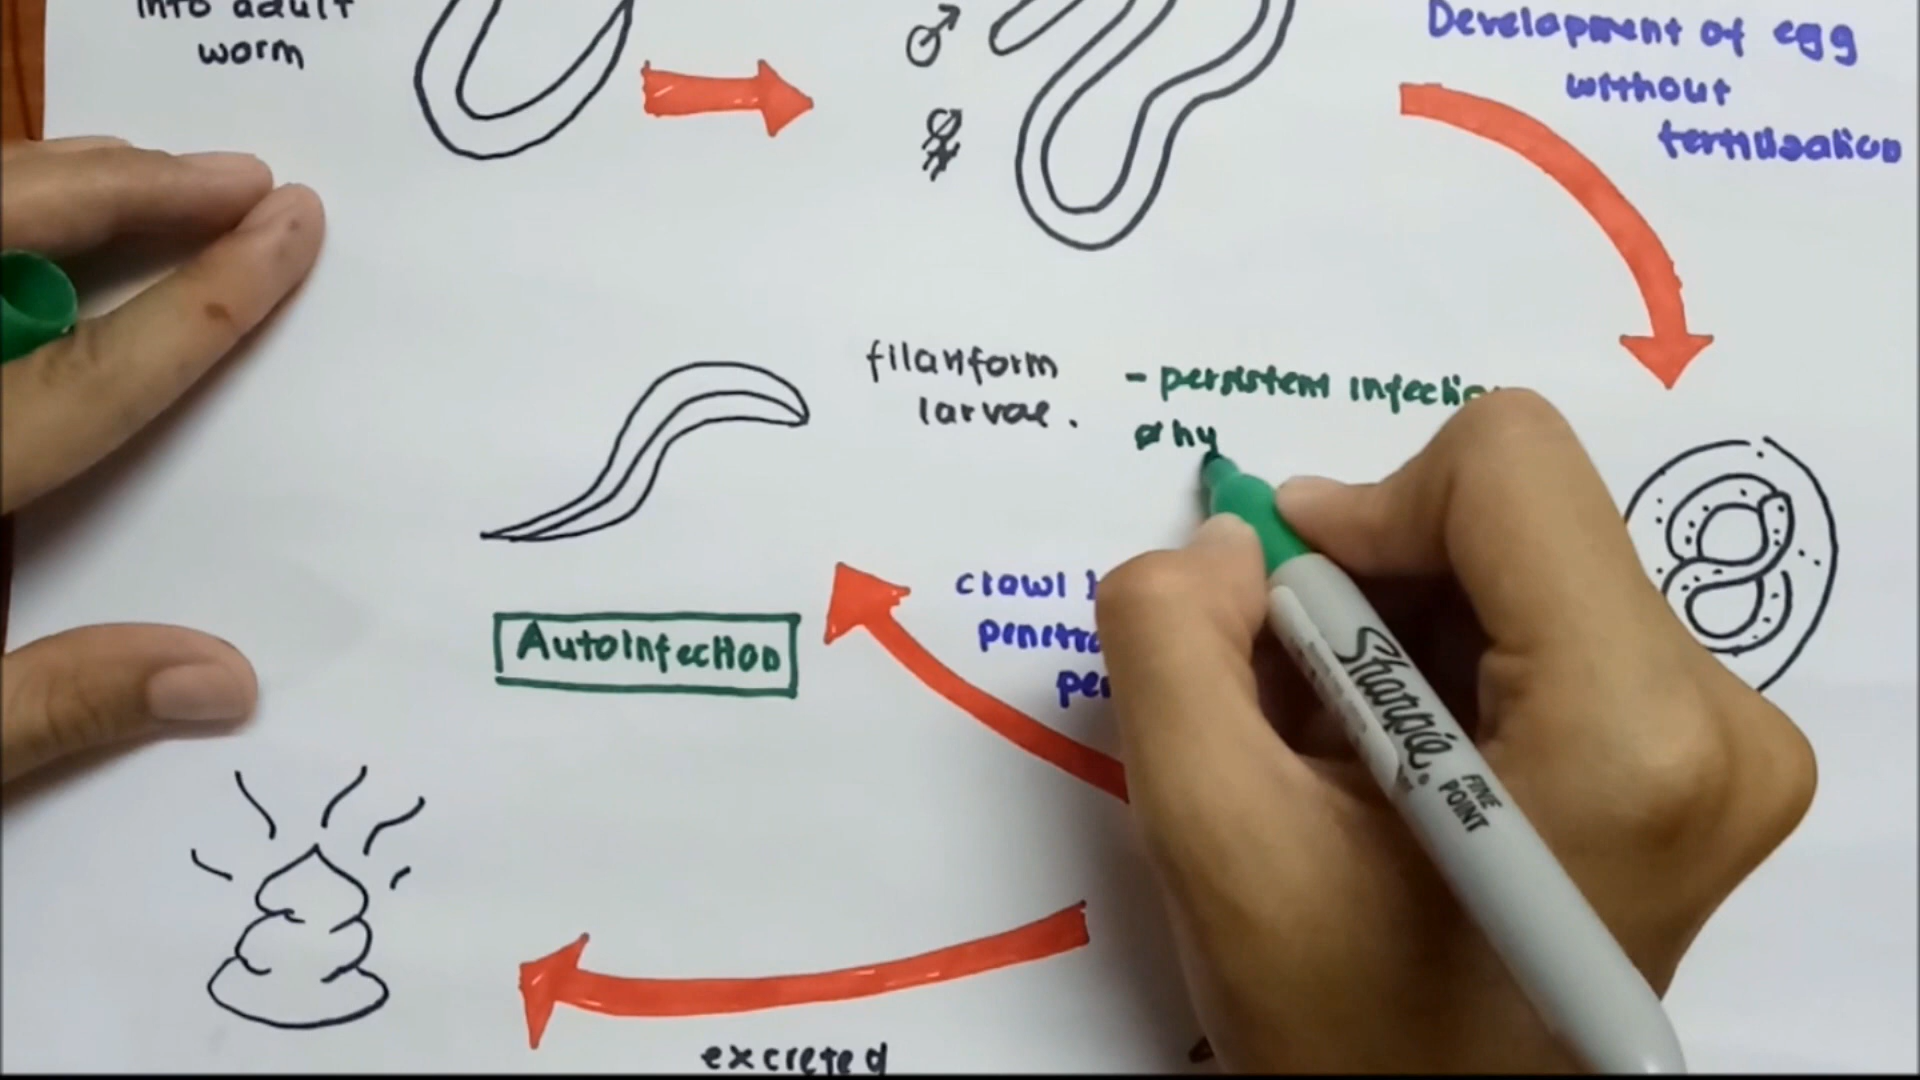 into adult
worm
Development of egg
without
fertilization
filariform
larvae.
- persistent infectio
hy
crawl
penetra
per
AutoInfection
Sharpie.
FINE
POINT
excreted